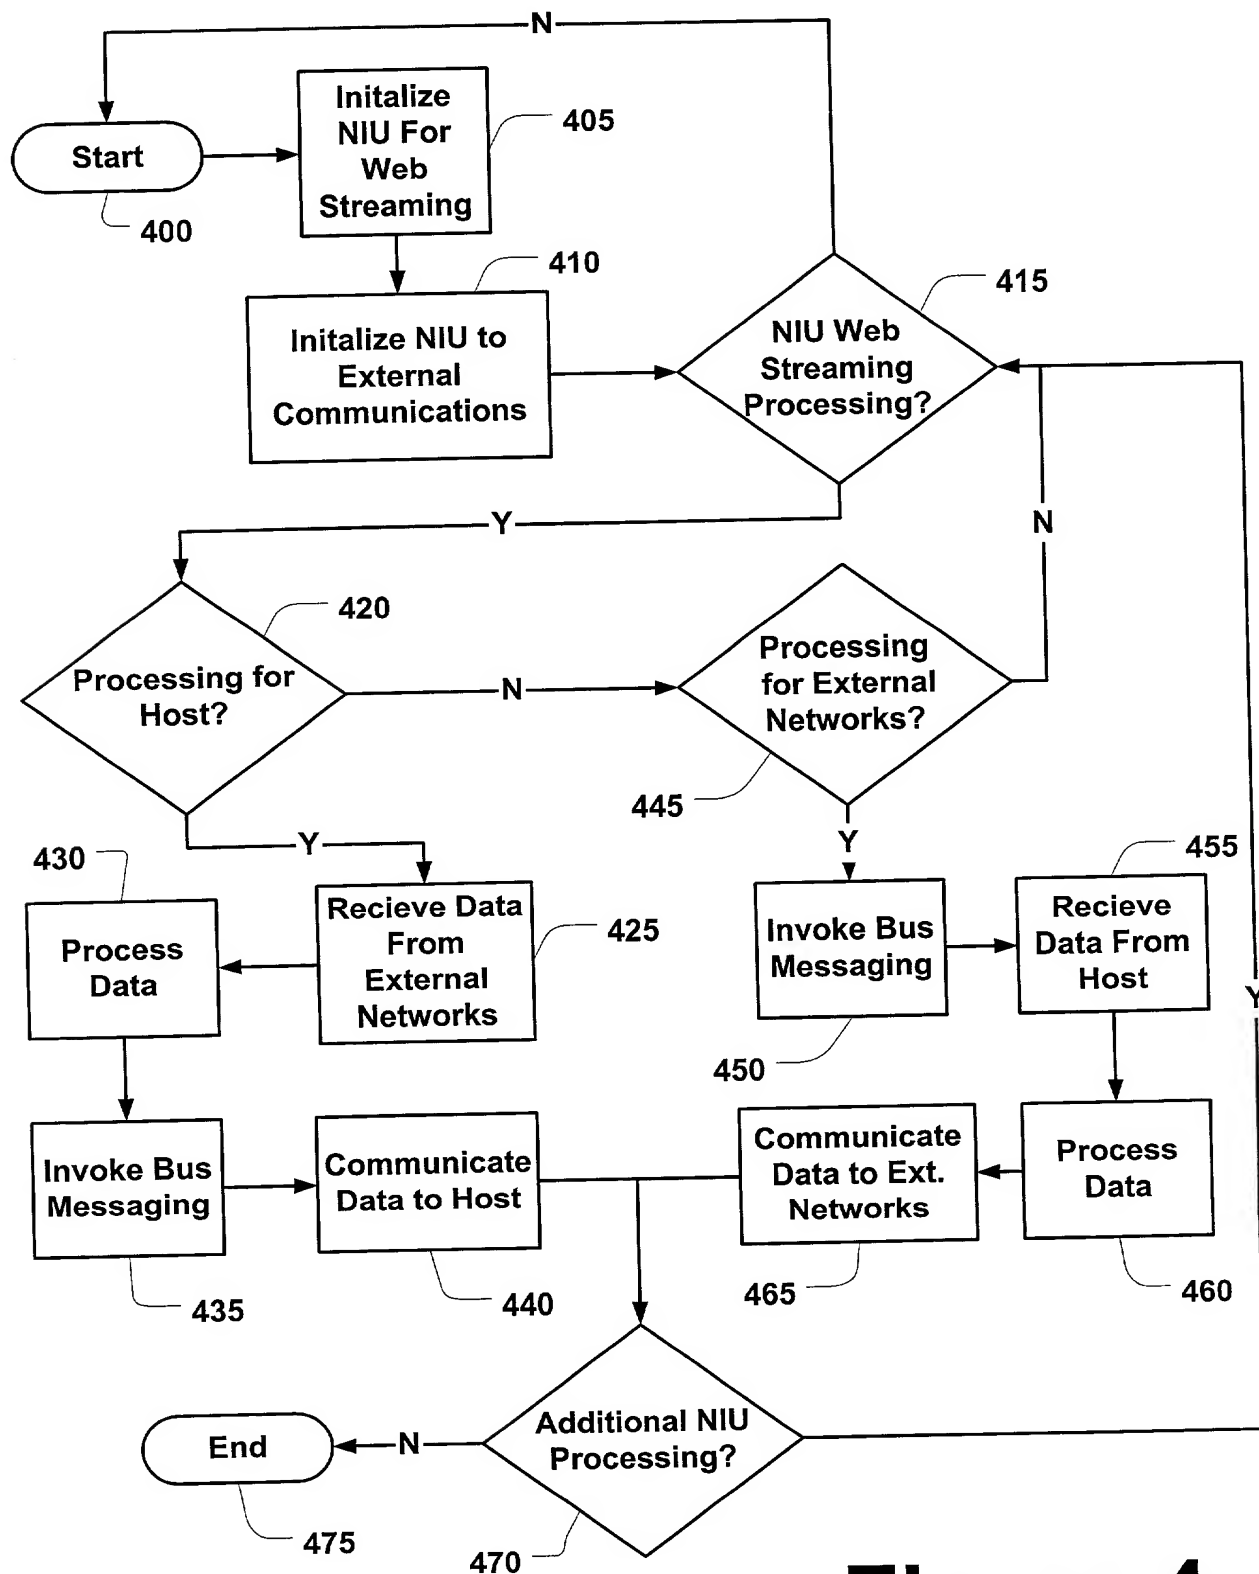 N
Initalize
NIU For
Web
Streaming
405
Start
400
410
Initalize NIU to
External
Communications
415
NIU Web
Streaming
Processing?
Y
N
420
Processing for
Host?
N
Processing
for External
Networks?
445
Y
Y
430
Process
Data
Recieve Data
From
External
Networks
425
Invoke Bus
Messaging
450
455
Recieve
Data From
Host
Y
Invoke Bus
Messaging
435
Communicate
Data to Host
440
Communicate
Data to Ext.
Networks
465
Process
Data
460
Additional NIU
Processing?
470
N
End
475